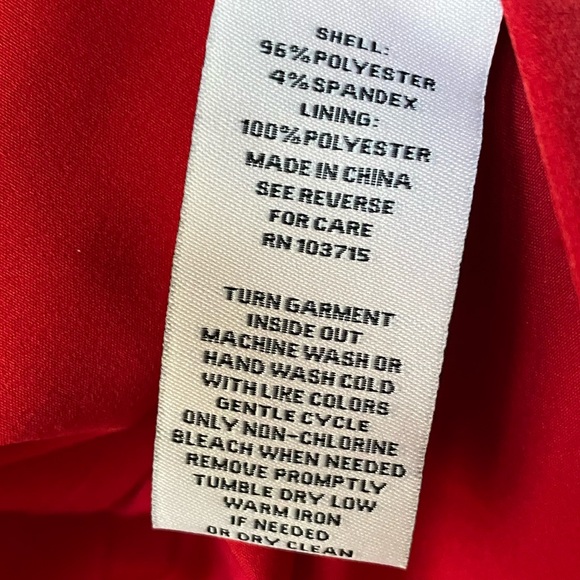 SHELL:
96% POLYESTER
4% SPANDEX
LINING:
100% POLYESTER
MADE IN CHINA
SEE REVERSE
FOR CARE
RN 103715
TURN GARMENT
INSIDE OUT
MACHINE WASH OR
HAND WASH COLD
WITH LIKE COLORS
GENTLE CYCLE
ONLY NON-CHLORINE
BLEACH WHEN NEEDED
REMOVE PROMPTLY
TUMBLE DRY LOW
WARM IRON
IF NEEDED
OR DRY CLEAN